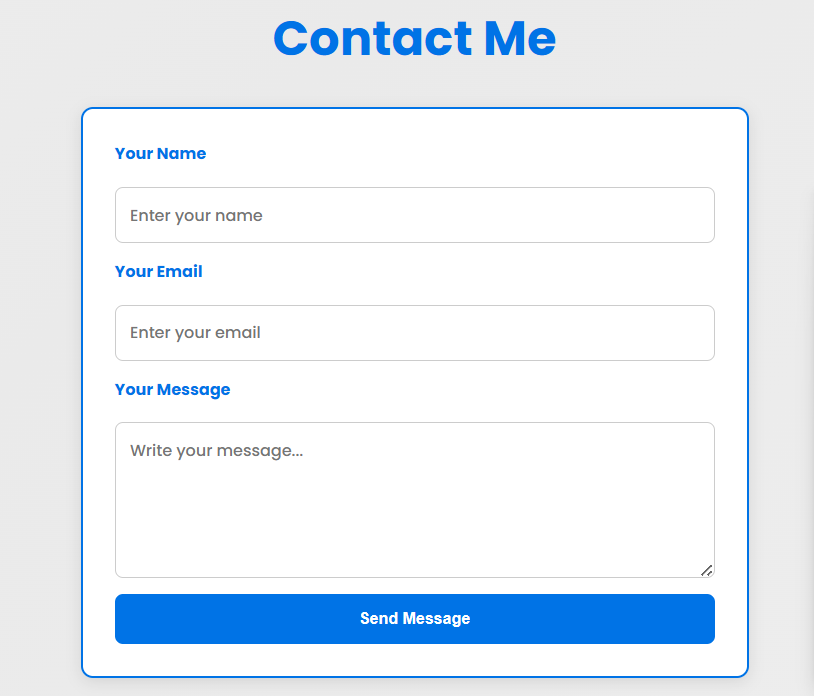 Contact Me
Your Name
Enter your name
Your Email
Enter your email
Your Message
Write your message...
Send Message